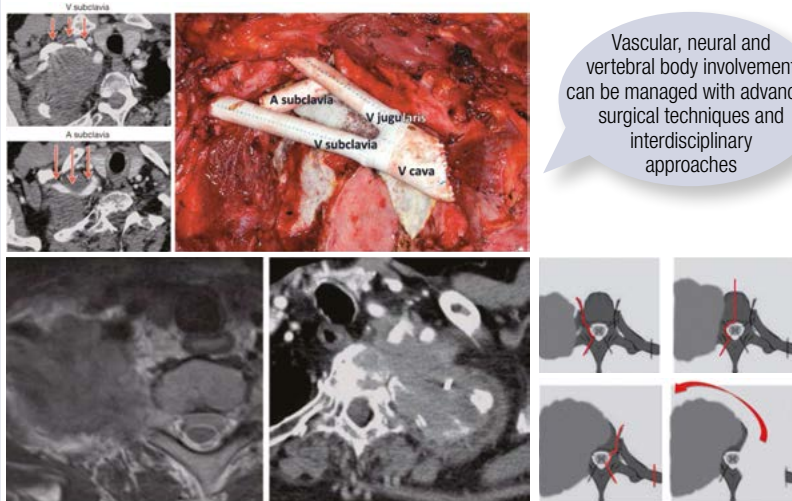 V subclavia
A subclavia
A subclavia
V jugularis
V subclavia
V cava
Vascular, neural and
vertebral body involvement
can be managed with
surgical techniques and
interdisciplinary
approaches